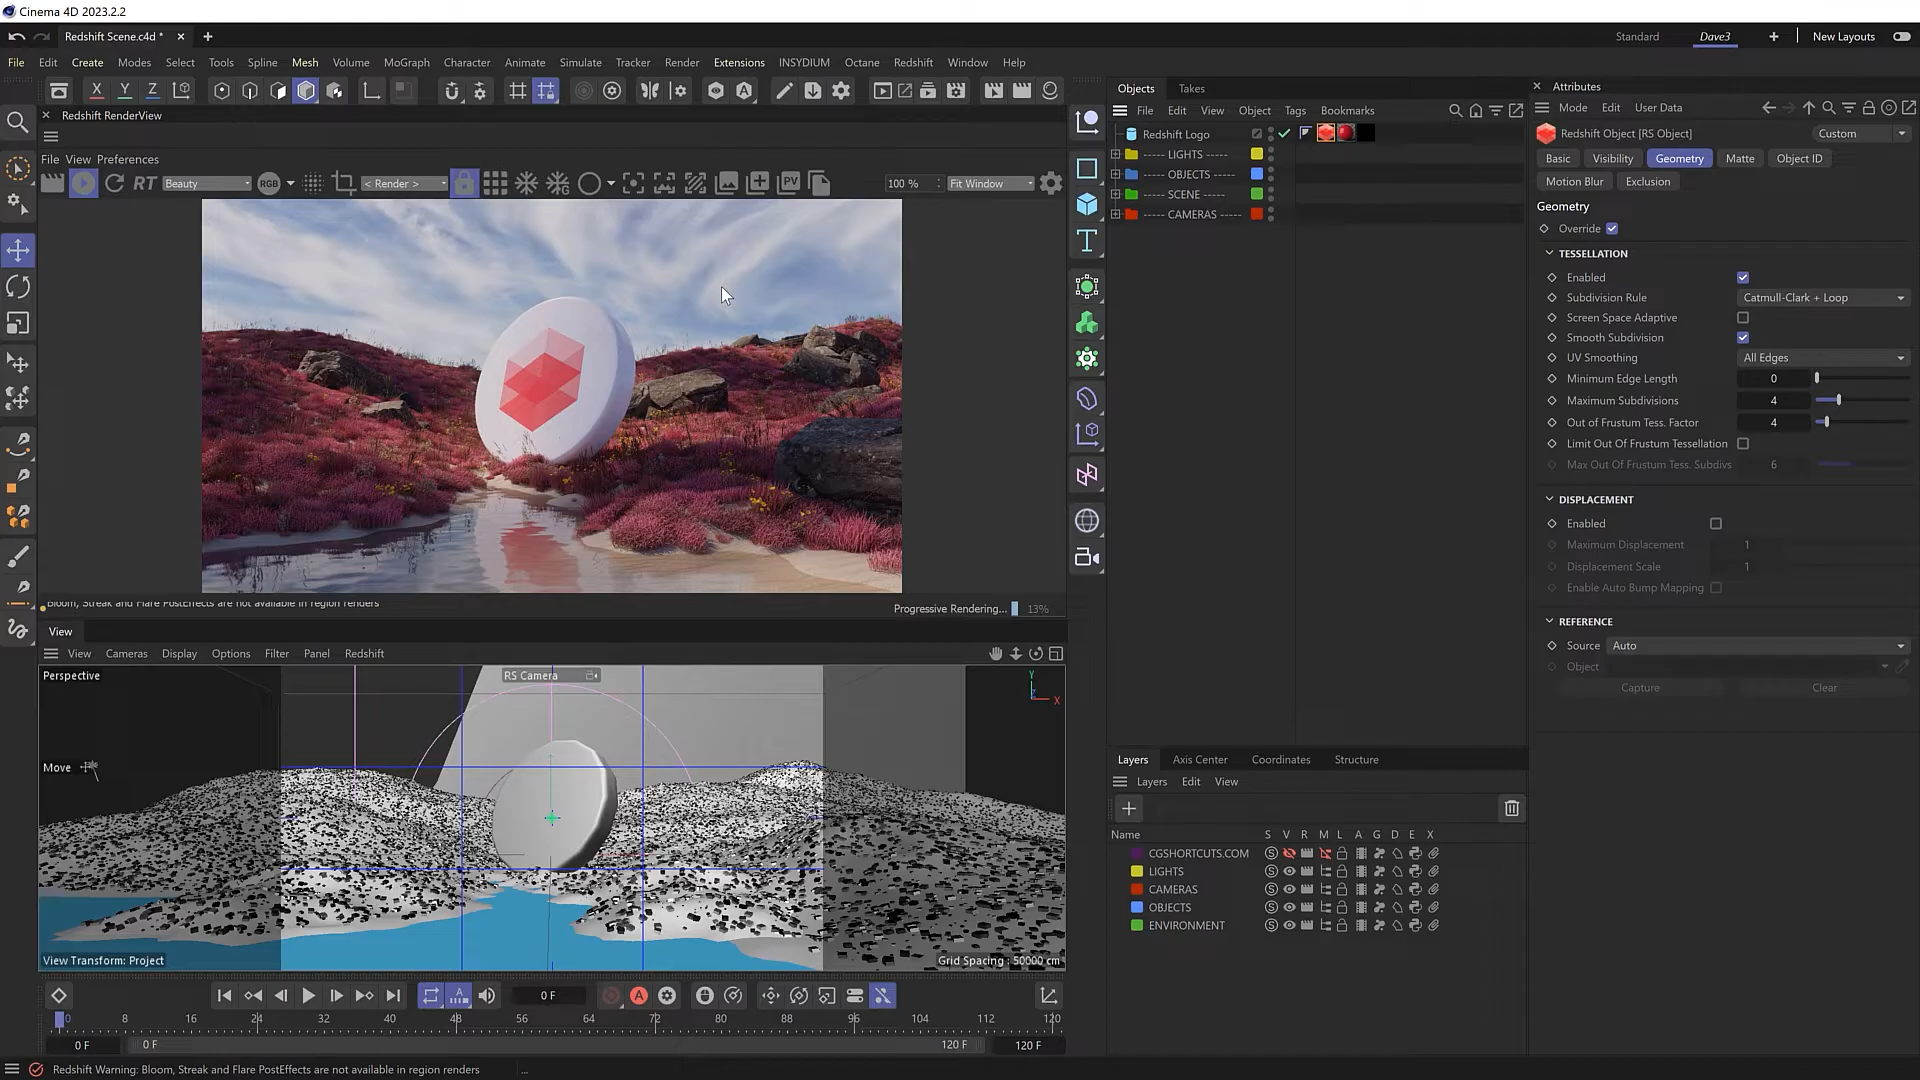 Cinema 4D 2023.2.2
Redshift Scene.c4d *
Standard
Dave3
New Layouts
File Edit Create Modes Select Tools Spline Mesh Volume MoGraph Character Animate Simulate Tracker Render Extensions INSYDIUM Octane Redshift Window Help
X Y Z
Redshift RenderView
File View Preferences
RT Beauty RGB < Render > PV 100 % Fit Window
Bloom, Streak and Flare PostEffects are not available in region renders
Progressive Rendering... 13%
View
View Cameras Display Options Filter Panel Redshift
Perspective
RS Camera
Y
X
Move
View Transform: Project
Grid Spacing : 50000 cm
0 F
0 8 16 24 32 40 48 56 64 72 80 88 96 104 112 120
0 F 0 F 120 F 120 F
Redshift Warning: Bloom, Streak and Flare PostEffects are not available in region renders ...
Objects Takes
File Edit View Object Tags Bookmarks
Redshift Logo
----- LIGHTS -----
----- OBJECTS -----
----- SCENE -----
----- CAMERAS -----
Layers Axis Center Coordinates Structure
Layers Edit View
Name S V R M L A G D E X
CGSHORTCUTS.COM
LIGHTS
CAMERAS
OBJECTS
ENVIRONMENT
Attributes
Mode Edit User Data
Redshift Object [RS Object] Custom
Basic Visibility Geometry Matte Object ID
Motion Blur Exclusion
Geometry
Override
TESSELLATION
Enabled
Subdivision Rule Catmull-Clark + Loop
Screen Space Adaptive
Smooth Subdivision
UV Smoothing All Edges
Minimum Edge Length 0
Maximum Subdivisions 4
Out of Frustum Tess. Factor 4
Limit Out Of Frustum Tessellation
Max Out Of Frustum Tess. Subdivs 6
DISPLACEMENT
Enabled
Maximum Displacement 1
Displacement Scale 1
Enable Auto Bump Mapping
REFERENCE
Source Auto
Object
Capture Clear